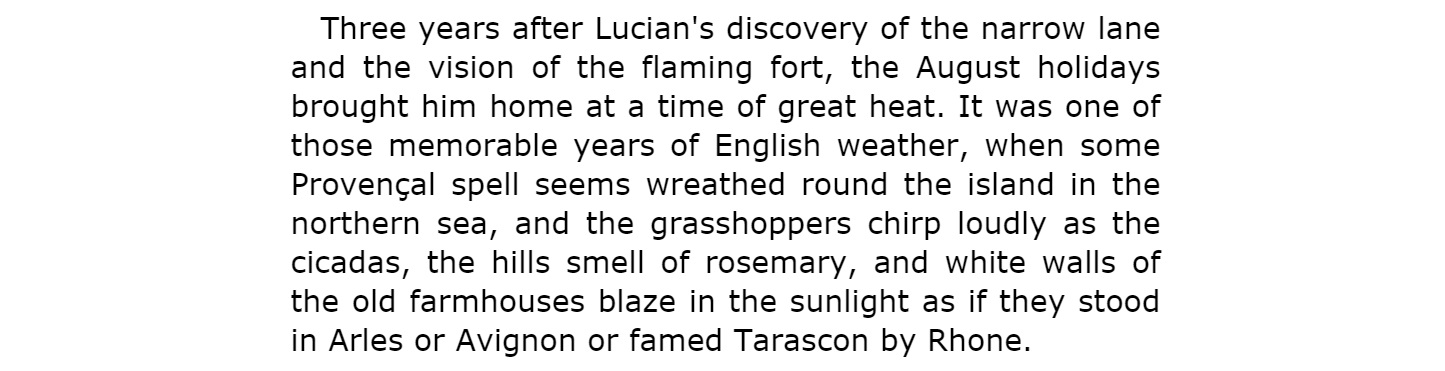 Three years after Lucian's discovery of the narrow lane
and the vision of the flaming fort, the August holidays
brought him home at a time of great heat. It was one of
those memorable years of English weather, when some
Provençal spell seems wreathed round the island in the
northern sea, and the grasshoppers chirp loudly as the
cicadas, the hills smell of rosemary, and white walls of
the old farmhouses blaze in the sunlight as if they stood
in Arles or Avignon or famed Tarascon by Rhone.